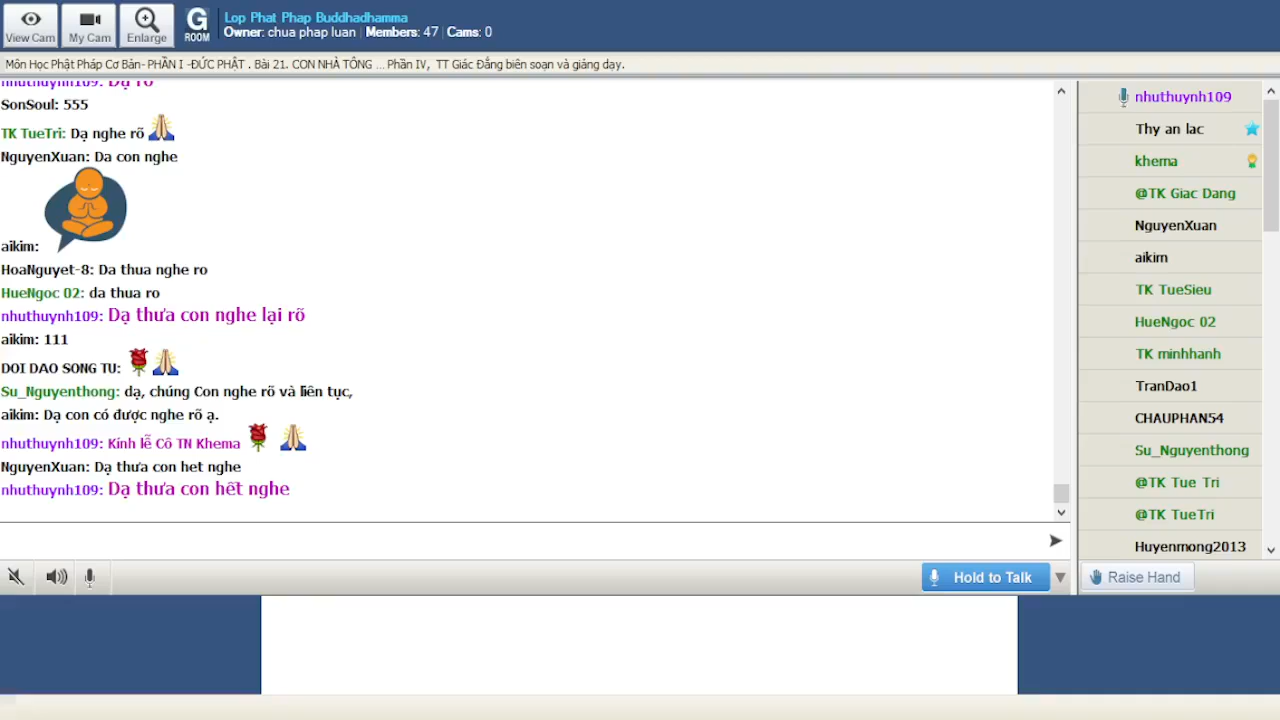 View Cam
My Cam
Enlarge
G
ROOM
Lop Phat Phap Buddhadhamma
Owner: chua phap luan | Members: 47 | Cams: 0
Môn Học Phật Pháp Cơ Bản- PHẦN I -ĐỨC PHẬT . Bài 21. CON NHÀ TÔNG ... Phần IV, TT Giác Đẳng biên soạn và giảng dạy.
nhuthuynh109: Dạ rõ
SonSoul: 555
TK TueTri: Dạ nghe rõ
NguyenXuan: Da con nghe
aikim:
HoaNguyet-8: Da thua nghe ro
HueNgoc 02: da thua ro
nhuthuynh109: Dạ thưa con nghe lại rõ
aikim: 111
DOI DAO SONG TU:
Su_Nguyenthong: dạ, chúng Con nghe rõ và liên tục,
aikim: Dạ con có được nghe rõ ạ.
nhuthuynh109: Kính lễ Cô TN Khema
NguyenXuan: Dạ thưa con het nghe
nhuthuynh109: Dạ thưa con hết nghe
Hold to Talk
nhuthuynh109
Thy an lac
khema
@TK Giac Dang
NguyenXuan
aikim
TK TueSieu
HueNgoc 02
TK minhhanh
TranDao1
CHAUPHAN54
Su_Nguyenthong
@TK Tue Tri
@TK TueTri
Huyenmong2013
Raise Hand